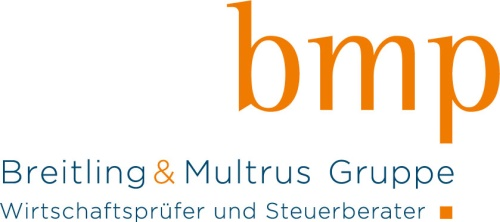 bmp
Breitling & Multrus Gruppe
Wirtschaftsprüfer und Steuerberater